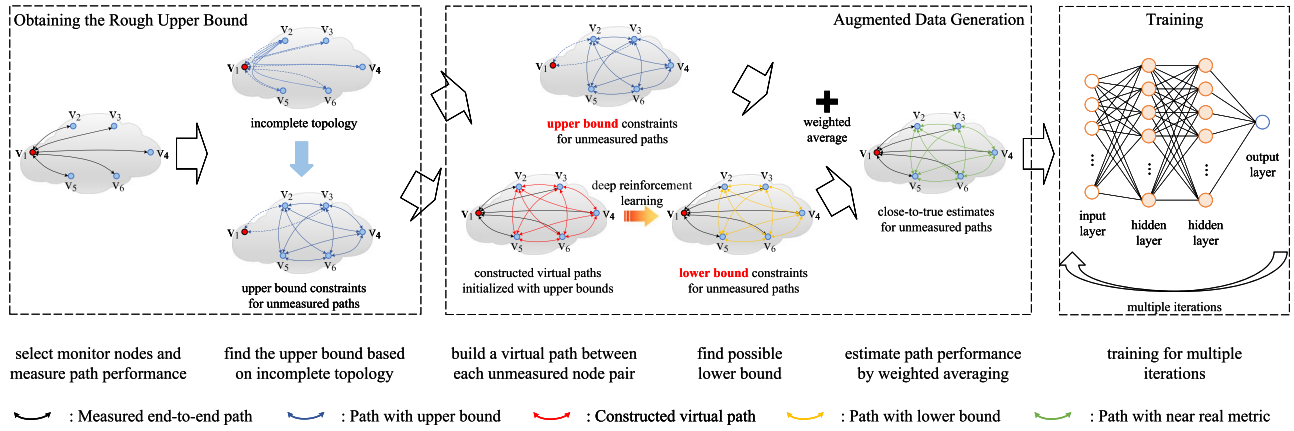 Obtaining the Rough Upper Bound
V1
V2
V3
V4
V5
V6
V1
V2
V3
V4
V5
V6
incomplete topology
V1
V2
V3
V4
V5
V6
upper bound constraints
for unmeasured paths
Augmented Data Generation
V1
V2
V3
V4
V5
V6
upper bound constraints
for unmeasured paths
V1
V2
V3
V4
V5
V6
constructed virtual paths
initialized with upper bounds
deep reinforcement
learning
V1
V2
V3
V4
V5
V6
lower bound constraints
for unmeasured paths
+
weighted
average
V1
V2
V3
V4
V5
V6
close-to-true estimates
for unmeasured paths
Training
...
...
...
input
layer
hidden
layer
hidden
layer
output
layer
multiple iterations
select monitor nodes and
measure path performance
find the upper bound based
on incomplete topology
build a virtual path between
each unmeasured node pair
find possible
lower bound
estimate path performance
by weighted averaging
training for multiple
iterations
: Measured end-to-end path
: Path with upper bound
: Constructed virtual path
: Path with lower bound
: Path with near real metric